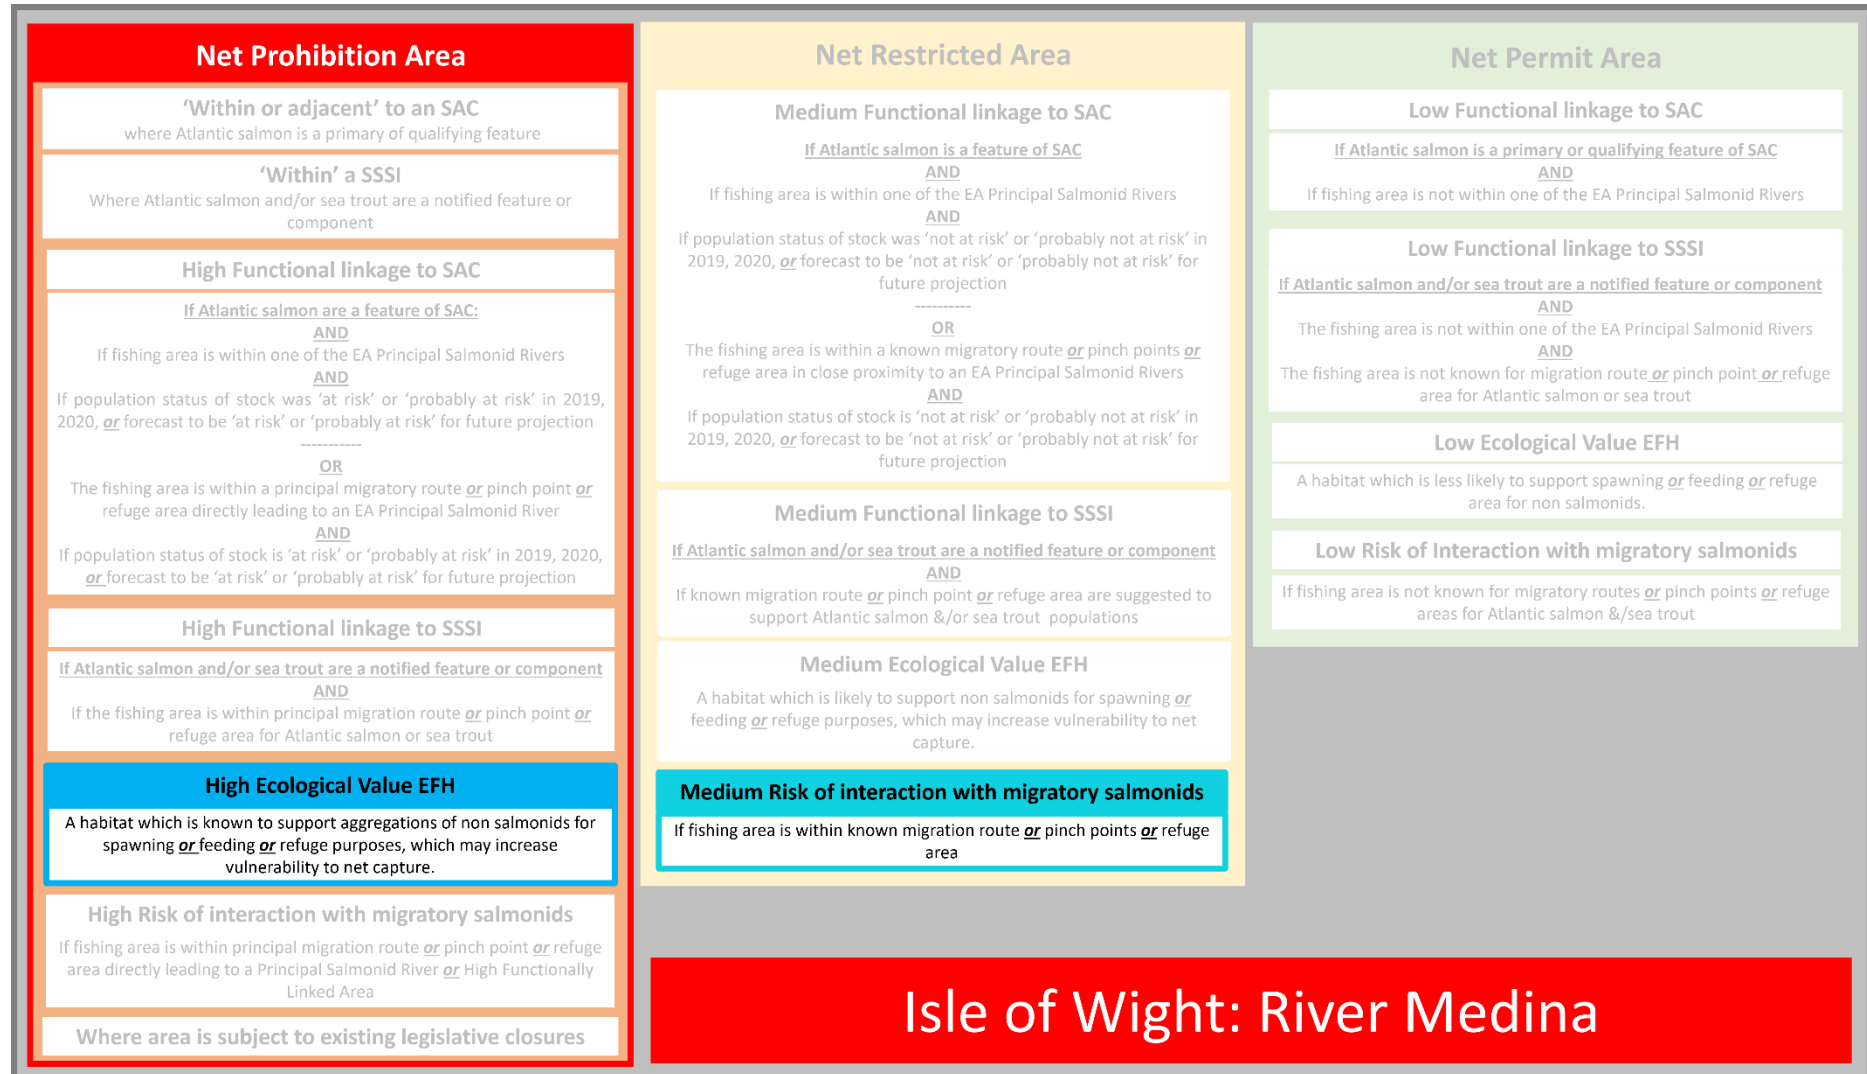 Net Prohibition Area
'Within or adjacent' to an SAC
where Atlantic salmon is a primary of qualifying feature
'Within' a SSSI
Where Atlantic salmon and/or sea trout are a notified feature or
component
High Functional linkage to SAC
If Atlantic salmon are a feature of SAC:
AND
If fishing area is within one of the EA Principal Salmonid Rivers
AND
If population status of stock was 'at risk' or 'probably at risk' in 2019,
2020, or forecast to be 'at risk' or 'probably at risk' for future projection
-----------
OR
The fishing area is within a principal migratory route or pinch point or
refuge area directly leading to an EA Principal Salmonid River
AND
If population status of stock is 'at risk' or 'probably at risk' in 2019, 2020,
or forecast to be 'at risk' or 'probably at risk' for future projection
High Functional linkage to SSSI
If Atlantic salmon and/or sea trout are a notified feature or component
AND
If the fishing area is within principal migration route or pinch point or
refuge area for Atlantic salmon or sea trout
High Ecological Value EFH
A habitat which is known to support aggregations of non salmonids for
spawning or feeding or refuge purposes, which may increase
vulnerability to net capture.
High Risk of interaction with migratory salmonids
If fishing area is within principal migration route or pinch point or refuge
area directly leading to a Principal Salmonid River or High Functionally
Linked Area
Where area is subject to existing legislative closures
Net Restricted Area
Medium Functional linkage to SAC
If Atlantic salmon is a feature of SAC
AND
If fishing area is within one of the EA Principal Salmonid Rivers
AND
If population status of stock was 'not at risk' or 'probably not at risk' in
2019, 2020, or forecast to be 'not at risk' or 'probably not at risk' for
future projection
----------
OR
The fishing area is within a known migratory route or pinch points or
refuge area in close proximity to an EA Principal Salmonid Rivers
AND
If population status of stock is 'not at risk' or 'probably not at risk' in
2019, 2020, or forecast to be 'not at risk' or 'probably not at risk' for
future projection
Medium Functional linkage to SSSI
If Atlantic salmon and/or sea trout are a notified feature or component
AND
If known migration route or pinch point or refuge area are suggested to
support Atlantic salmon &/or sea trout populations
Medium Ecological Value EFH
A habitat which is likely to support non salmonids for spawning or
feeding or refuge purposes, which may increase vulnerability to net
capture.
Medium Risk of interaction with migratory salmonids
If fishing area is within known migration route or pinch points or refuge
area
Net Permit Area
Low Functional linkage to SAC
If Atlantic salmon is a primary or qualifying feature of SAC
AND
If fishing area is not within one of the EA Principal Salmonid Rivers
Low Functional linkage to SSSI
If Atlantic salmon and/or sea trout are a notified feature or component
AND
The fishing area is not within one of the EA Principal Salmonid Rivers
AND
The fishing area is not known for migration route or pinch point or refuge
area for Atlantic salmon or sea trout
Low Ecological Value EFH
A habitat which is less likely to support spawning or feeding or refuge
area for non salmonids.
Low Risk of Interaction with migratory salmonids
If fishing area is not known for migratory routes or pinch points or refuge
areas for Atlantic salmon &/sea trout
Isle of Wight: River Medina